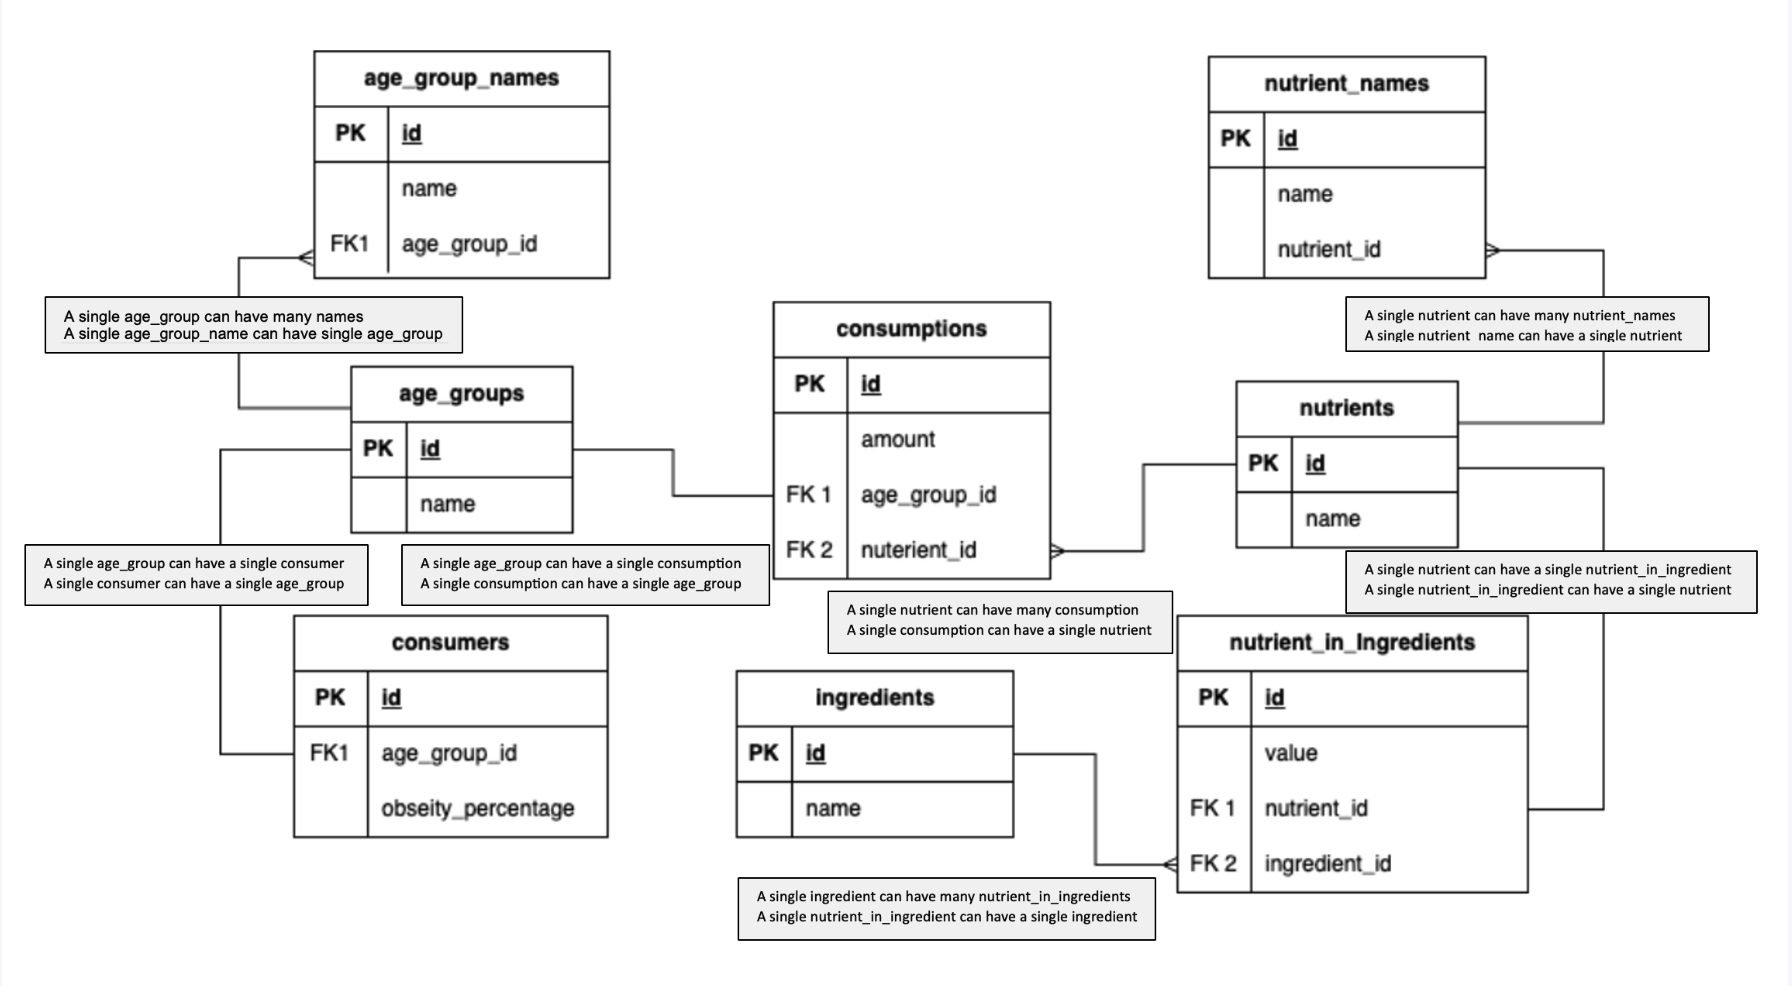 age_group_names
PK id
name
FK1 age_group_id
nutrient_names
PK id
name
nutrient_id
A single age_group can have many names
A single age_group_name can have single age_group
consumptions
PK id
amount
FK 1 age_group_id
FK 2 nuterient_id
A single nutrient can have many nutrient_names
A single nutrient_name can have a single nutrient
age_groups
PK id
name
nutrients
PK id
name
A single age_group can have a single consumer
A single consumer can have a single age_group
A single age_group can have a single consumption
A single consumption can have a single age_group
A single nutrient can have many consumption
A single consumption can have a single nutrient
A single nutrient can have a single nutrient_in_ingredient
A single nutrient_in_ingredient can have a single nutrient
consumers
PK id
FK1 age_group_id
obseity_percentage
ingredients
PK id
name
nutrient_in_Ingredients
PK id
value
FK 1 nutrient_id
FK 2 ingredient_id
A single ingredient can have many nutrient_in_ingredients
A single nutrient_in_ingredient can have a single ingredient